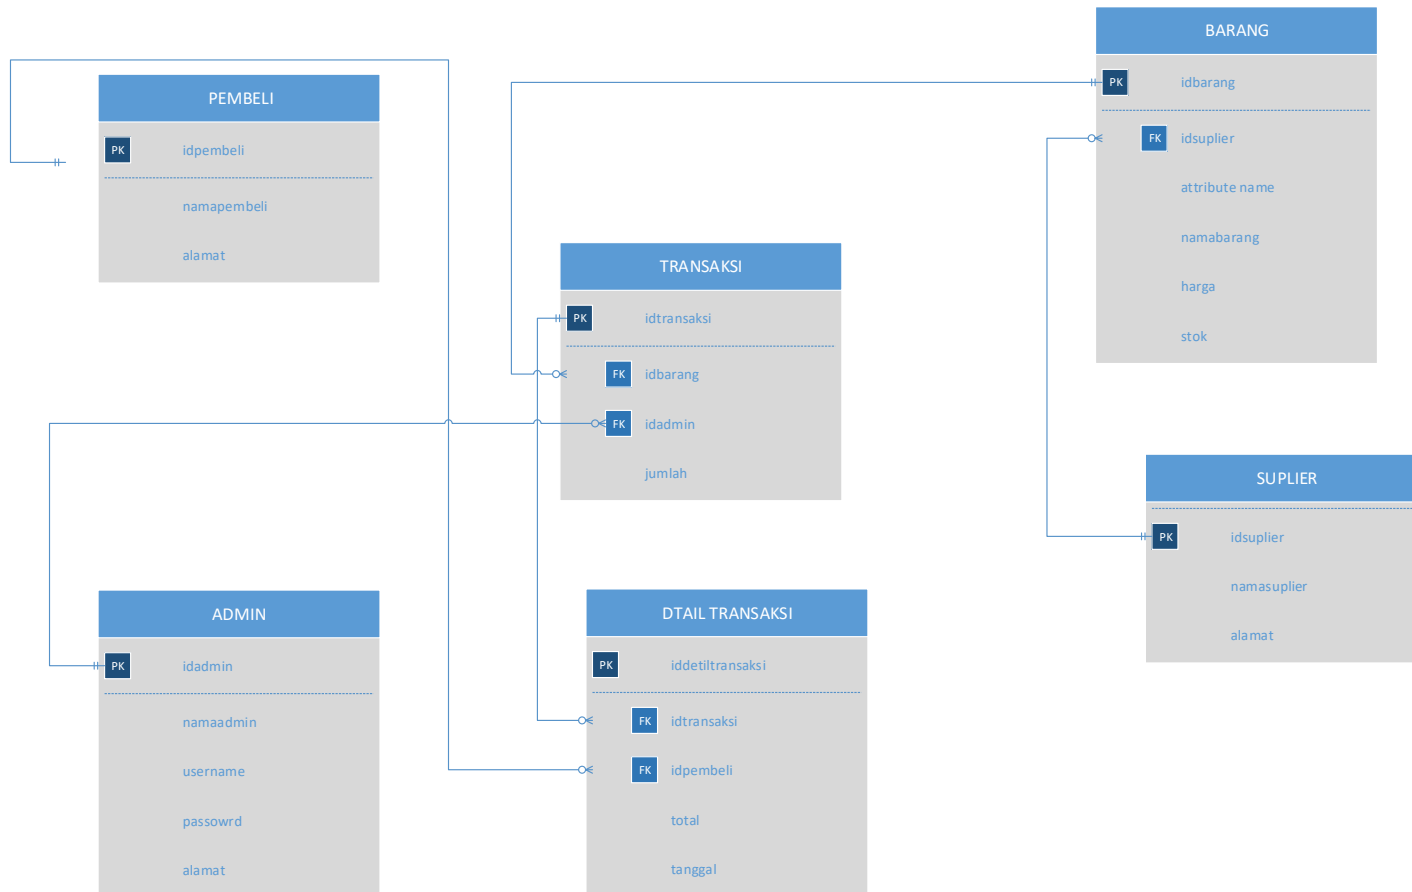 PEMBELI
PK idpembeli
namapembeli
alamat
BARANG
PK idbarang
FK idsuplier
attribute name
namabarang
harga
stok
TRANSAKSI
PK idtransaksi
FK idbarang
FK idadmin
jumlah
SUPLIER
PK idsuplier
namasuplier
alamat
ADMIN
PK idadmin
namaadmin
username
passowrd
alamat
DTAIL TRANSAKSI
PK iddetiltransaksi
FK idtransaksi
FK idpembeli
total
tanggal